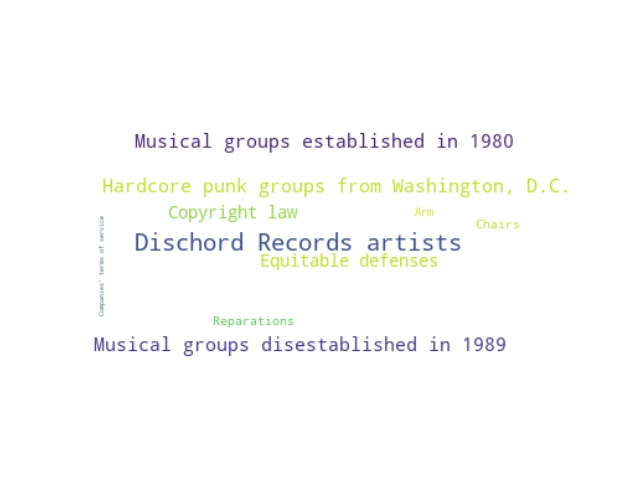 Musical groups established in 1980
Hardcore punk groups from Washington, D.C.
Copyright law
Arm
Chairs
Companies' terms of service
Dischord Records artists
Equitable defenses
Reparations
Musical groups disestablished in 1989